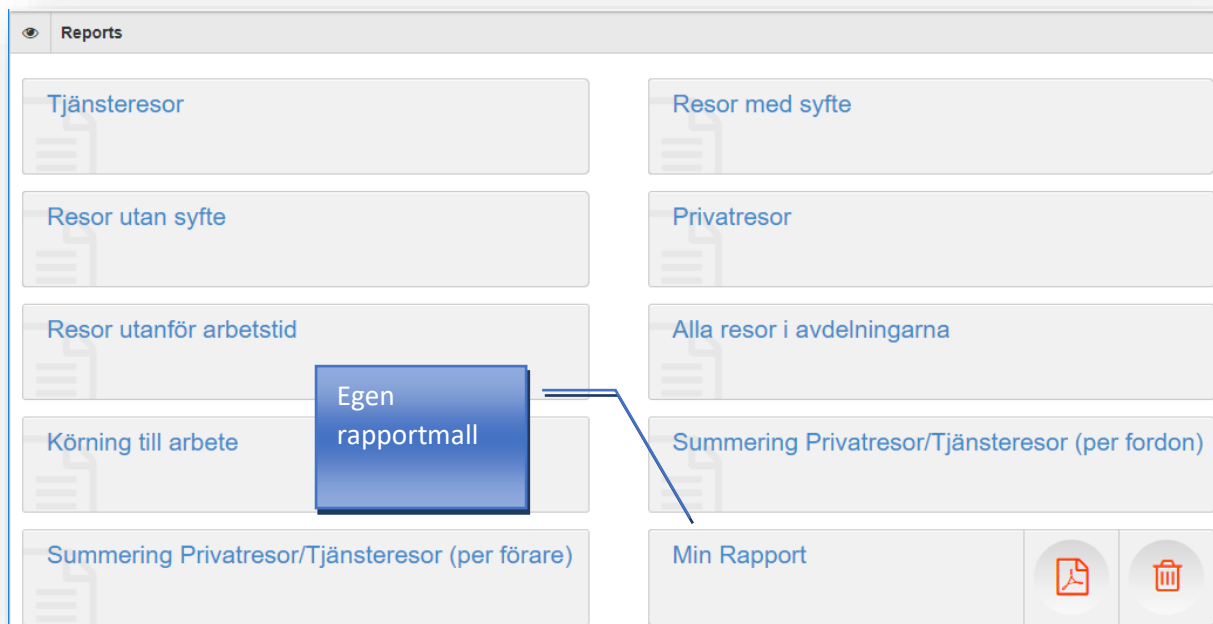 Reports
Tjänsteresor
Resor med syfte
Resor utan syfte
Privatresor
Resor utanför arbetstid
Alla resor i avdelningarna
Egen
rapportmall
Körning till arbete
Summering Privatresor/Tjänsteresor (per fordon)
Summering Privatresor/Tjänsteresor (per förare)
Min Rapport